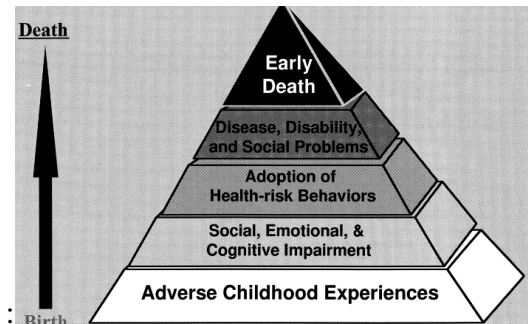 Death
Early
Death
Disease, Disability,
and Social Problems
Adoption of
Health-risk Behaviors
Social, Emotional, &
Cognitive Impairment
Adverse Childhood Experiences
:
Birth